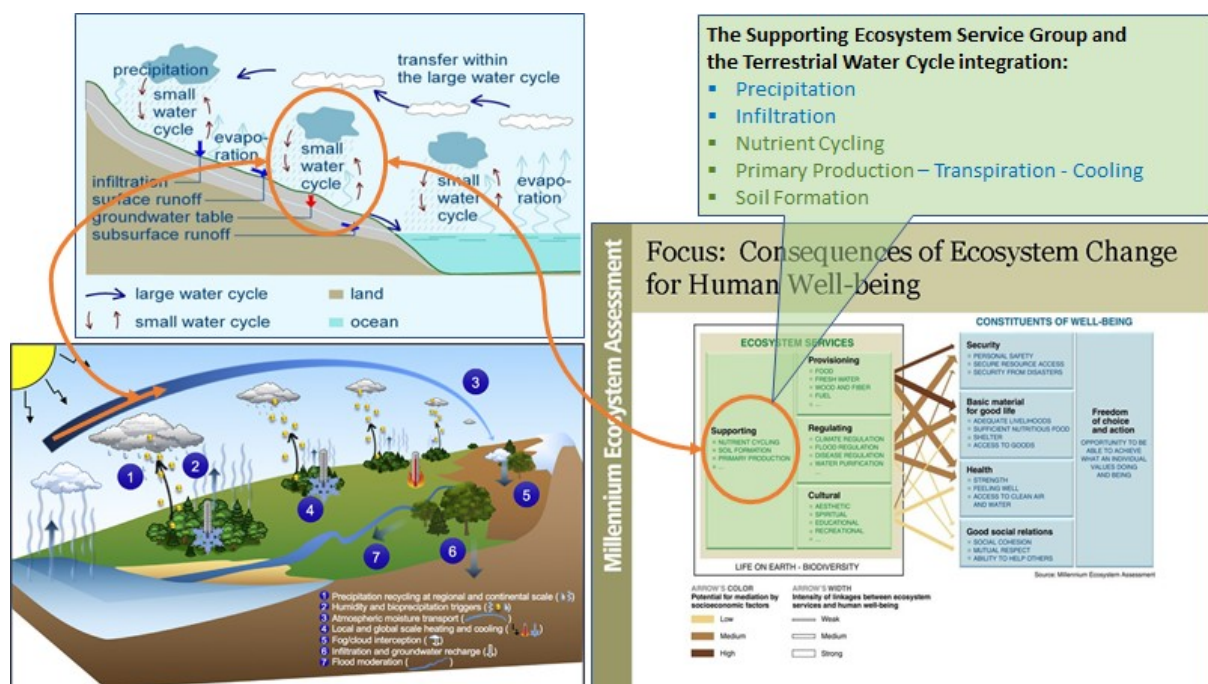 precipitation
small
water
cycle
evapo-
ration
transfer within
the large water cycle
small
water
cycle
small
water
cycle
evapo-
ration
infiltration
surface runoff
groundwater table
subsurface runoff
large water cycle
land
small water cycle
ocean
The Supporting Ecosystem Service Group and
the Terrestrial Water Cycle integration:
▪ Precipitation
▪ Infiltration
▪ Nutrient Cycling
▪ Primary Production – Transpiration - Cooling
▪ Soil Formation
1
2
3
4
5
6
7
1 Precipitation recycling at regional and continental scale ( )
2 Humidity and bioprecipitation triggers ( )
3 Atmospheric moisture transport ( )
4 Local and global scale heating and cooling ( )
5 Fog/cloud interception ( )
6 Infiltration and groundwater recharge ( )
7 Flood moderation ( )
Millennium Ecosystem Assessment
Focus: Consequences of Ecosystem Change
for Human Well-being
ECOSYSTEM SERVICES
Supporting
NUTRIENT CYCLING
SOIL FORMATION
PRIMARY PRODUCTION
...
Provisioning
FOOD
FRESH WATER
WOOD AND FIBER
FUEL
...
Regulating
CLIMATE REGULATION
FLOOD REGULATION
DISEASE REGULATION
WATER PURIFICATION
...
Cultural
AESTHETIC
SPIRITUAL
EDUCATIONAL
RECREATIONAL
...
LIFE ON EARTH - BIODIVERSITY
CONSTITUENTS OF WELL-BEING
Security
PERSONAL SAFETY
SECURE RESOURCE ACCESS
SECURITY FROM DISASTERS
Basic material
for good life
ADEQUATE LIVELIHOODS
SUFFICIENT NUTRITIOUS FOOD
SHELTER
ACCESS TO GOODS
Health
STRENGTH
FEELING WELL
ACCESS TO CLEAN AIR
AND WATER
Good social relations
SOCIAL COHESION
MUTUAL RESPECT
ABILITY TO HELP OTHERS
Freedom
of choice
and action
OPPORTUNITY TO BE
ABLE TO ACHIEVE
WHAT AN INDIVIDUAL
VALUES DOING
AND BEING
Source: Millennium Ecosystem Assessment
ARROW'S COLOR
Potential for mediation by
socioeconomic factors
Low
Medium
High
ARROW'S WIDTH
Intensity of linkages between ecosystem
services and human well-being
Weak
Medium
Strong